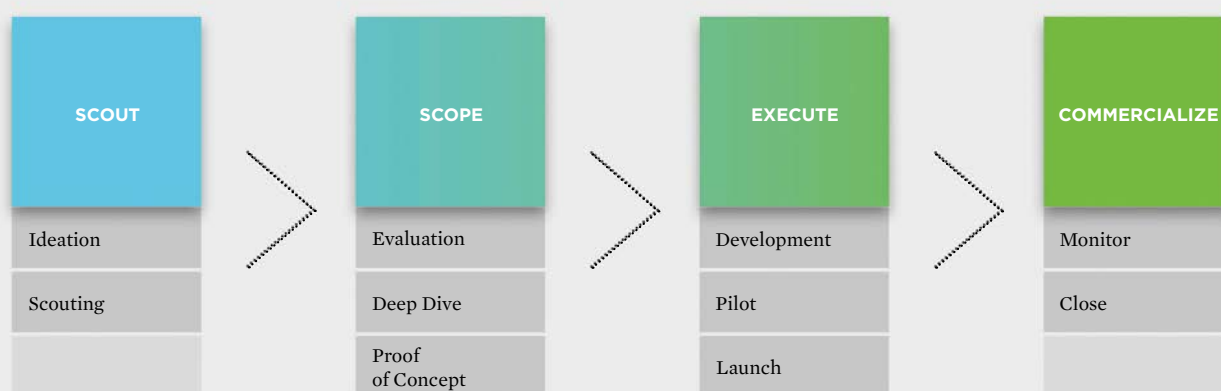 SCOUT
Ideation
Scouting
SCOPE
Evaluation
Deep Dive
Proof
of Concept
EXECUTE
Development
Pilot
Launch
COMMERCIALIZE
Monitor
Close